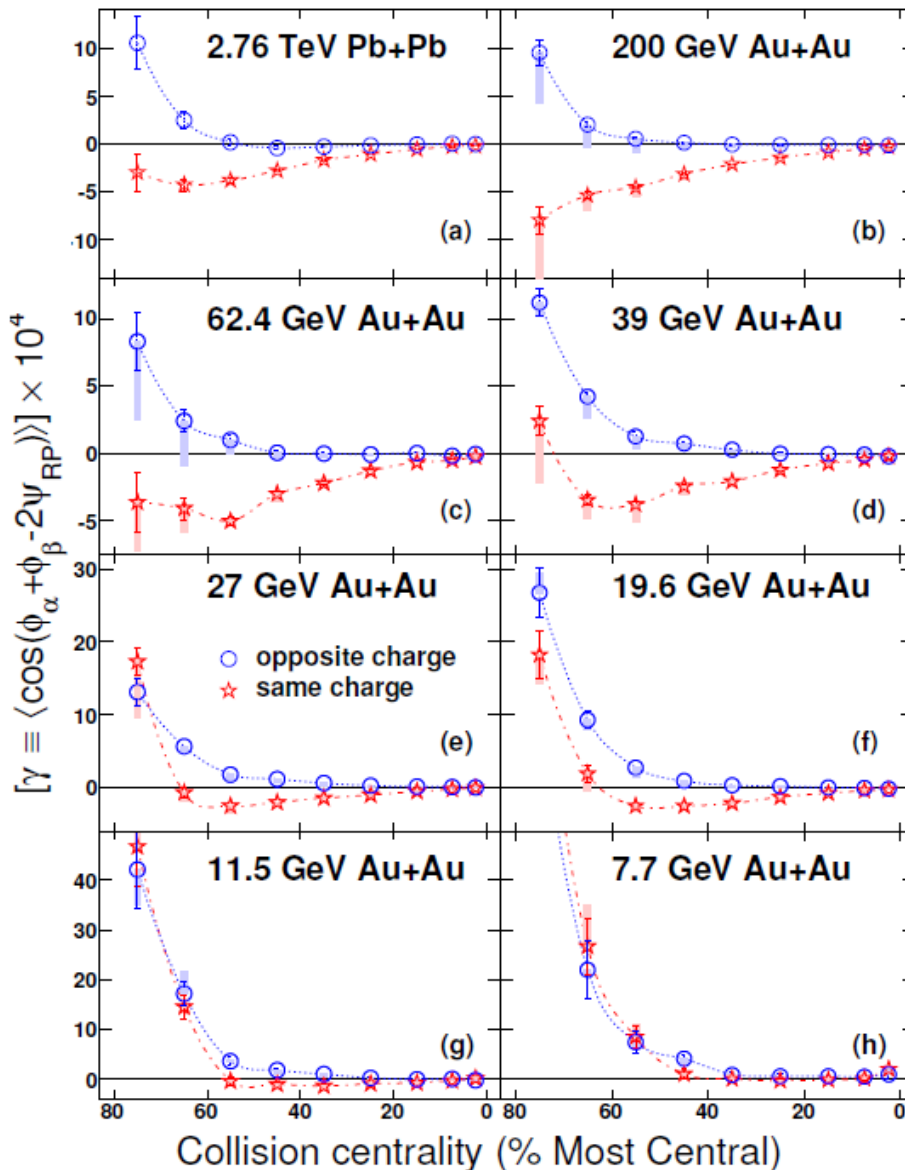 2.76 TeV Pb+Pb
10
5
0
-5
-10
(a)
200 GeV Au+Au
(b)
62.4 GeV Au+Au
10
5
0
-5
(c)
39 GeV Au+Au
(d)
27 GeV Au+Au
30
20
10
0
opposite charge
same charge
(e)
19.6 GeV Au+Au
(f)
11.5 GeV Au+Au
40
30
20
10
0
(g)
7.7 GeV Au+Au
(h)
80 60 40 20 0
80 60 40 20 0
[γ ≡ ⟨cos(ϕα+ϕβ-2ψRP)⟩] × 10⁴
Collision centrality (% Most Central)